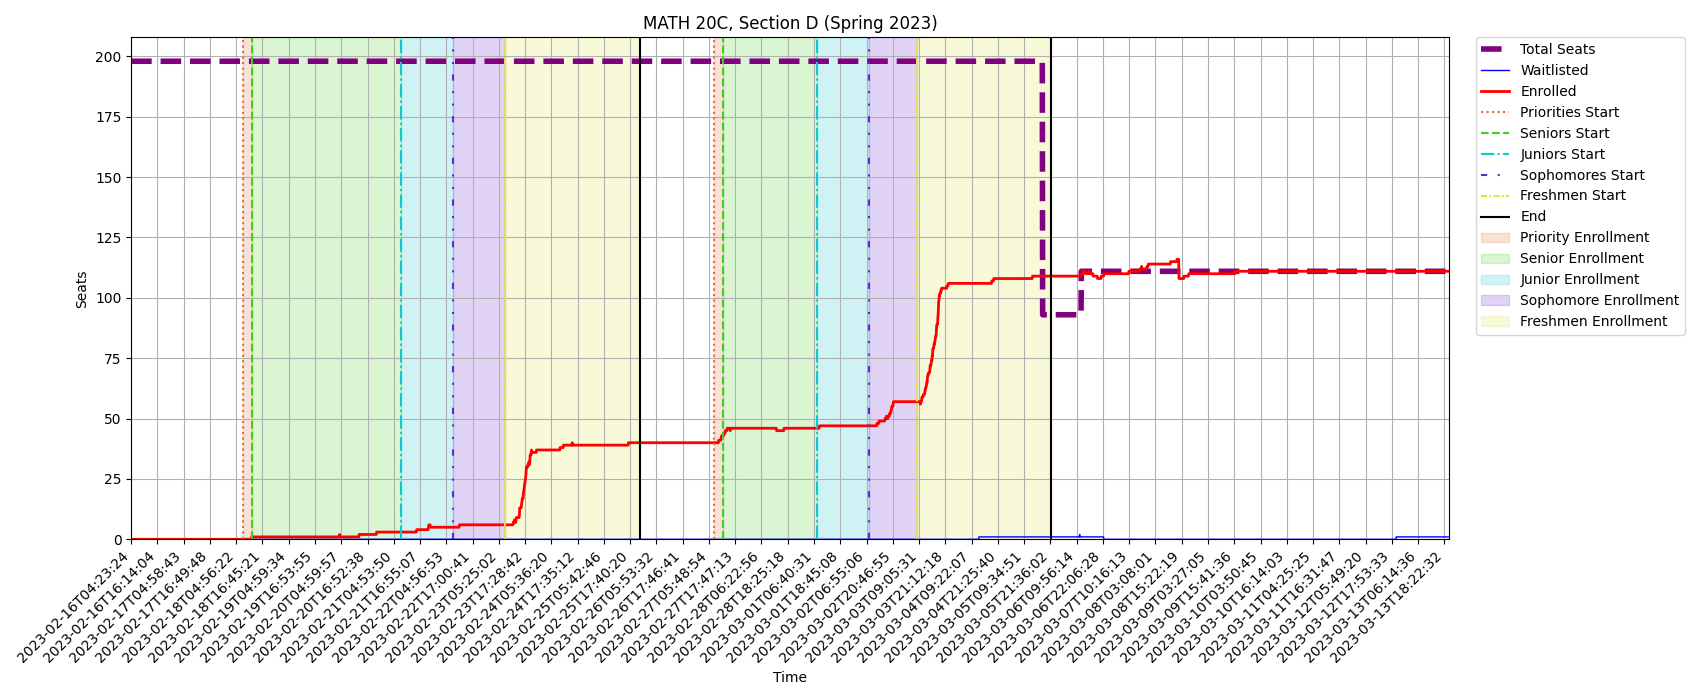 MATH 20C, Section D (Spring 2023)
Seats
200
175
150
125
100
75
50
25
0
2023-02-16T04:23:24
2023-02-16T16:14:04
2023-02-17T04:58:43
2023-02-17T16:49:48
2023-02-18T04:56:22
2023-02-18T16:45:21
2023-02-19T04:59:34
2023-02-19T16:53:55
2023-02-20T04:59:57
2023-02-20T16:52:38
2023-02-21T04:53:50
2023-02-21T16:55:07
2023-02-22T04:56:53
2023-02-22T17:00:41
2023-02-23T05:25:02
2023-02-23T17:28:42
2023-02-24T05:36:20
2023-02-24T17:35:12
2023-02-25T05:42:46
2023-02-25T17:40:20
2023-02-26T05:53:32
2023-02-26T17:46:41
2023-02-27T05:48:54
2023-02-27T17:47:13
2023-02-28T06:22:56
2023-02-28T18:25:18
2023-03-01T06:40:31
2023-03-01T18:45:08
2023-03-02T06:55:06
2023-03-02T20:46:55
2023-03-03T09:05:31
2023-03-03T21:12:18
2023-03-04T09:22:07
2023-03-04T21:25:40
2023-03-05T09:34:51
2023-03-05T21:36:02
2023-03-06T09:56:14
2023-03-06T22:06:28
2023-03-07T10:16:13
2023-03-08T03:08:01
2023-03-08T15:22:19
2023-03-09T03:27:05
2023-03-09T15:41:36
2023-03-10T03:50:45
2023-03-10T16:14:03
2023-03-11T04:25:25
2023-03-11T16:31:47
2023-03-12T05:49:20
2023-03-12T17:53:33
2023-03-13T06:14:36
2023-03-13T18:22:32
Time
Total Seats
Waitlisted
Enrolled
Priorities Start
Seniors Start
Juniors Start
Sophomores Start
Freshmen Start
End
Priority Enrollment
Senior Enrollment
Junior Enrollment
Sophomore Enrollment
Freshmen Enrollment